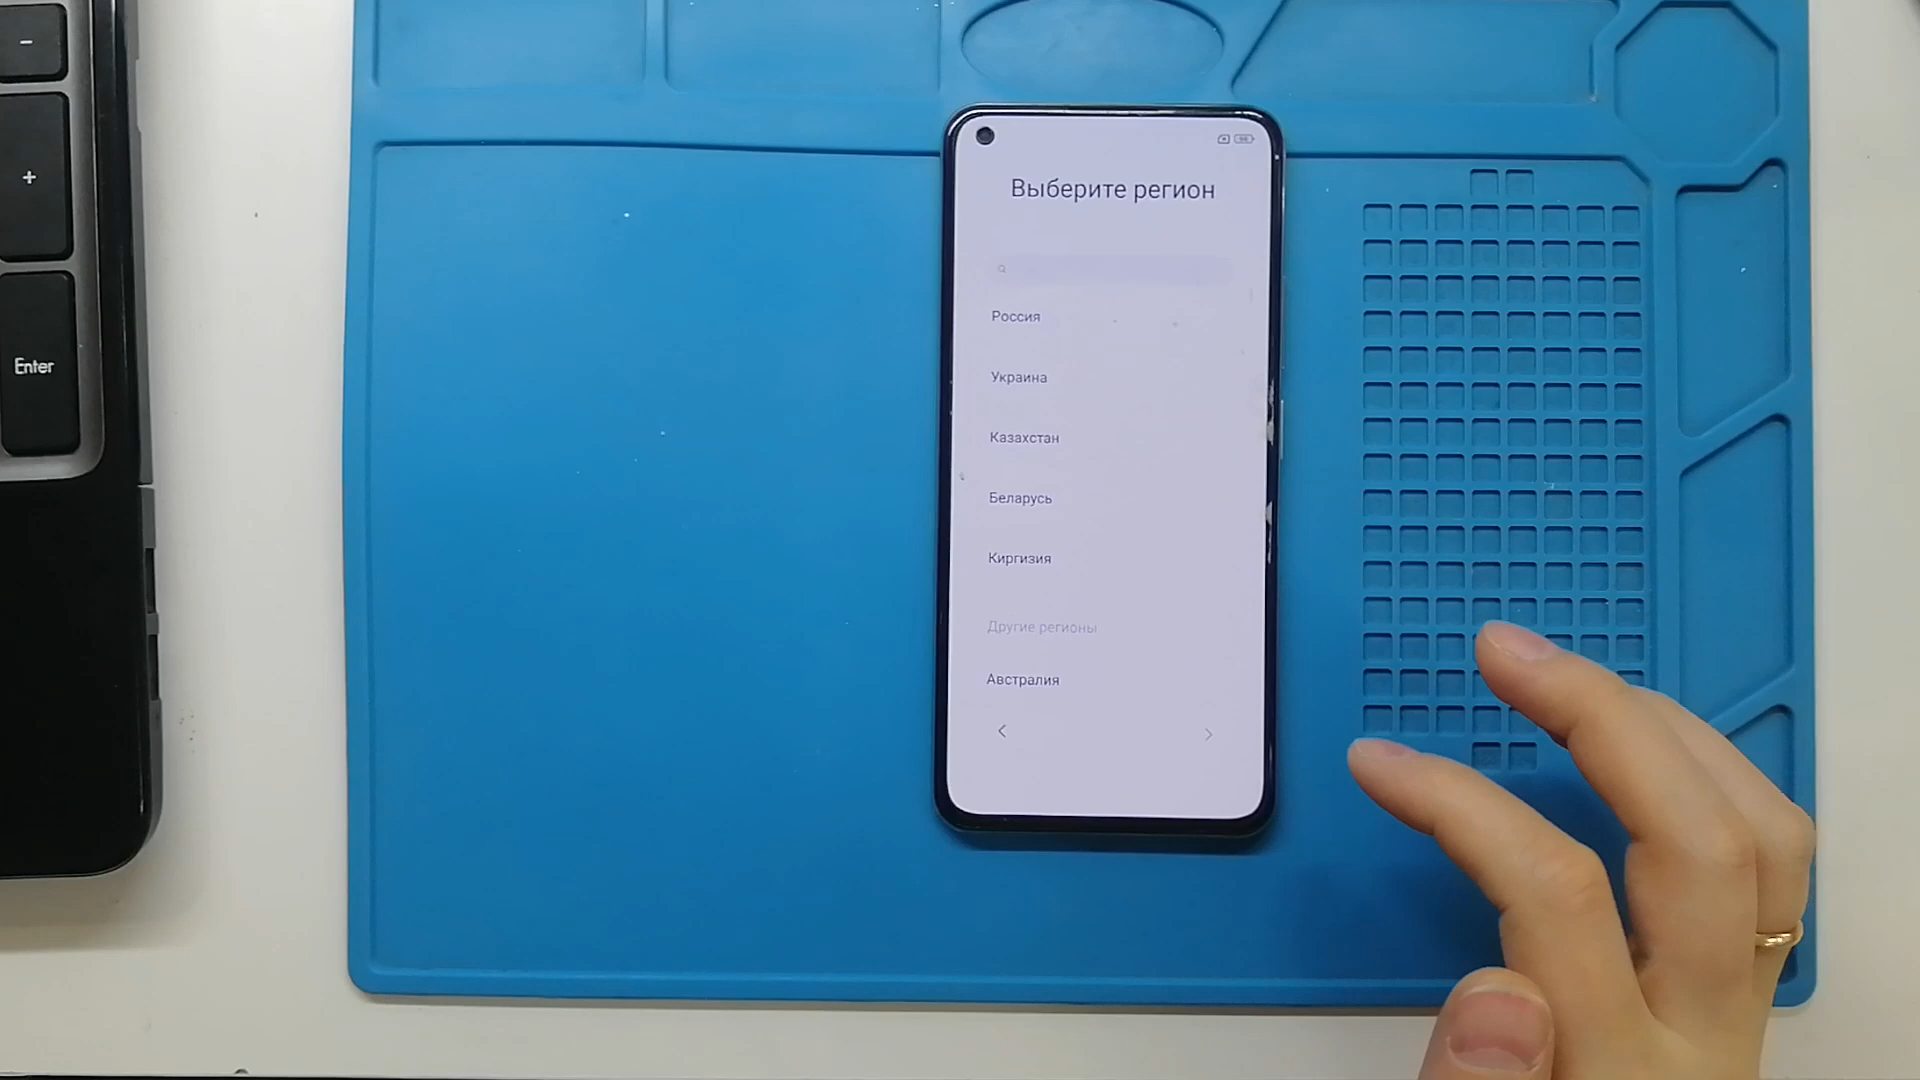 -
+
Enter
Выберите регион
Россия
Украина
Казахстан
Беларусь
Киргизия
Другие регионы
Австралия